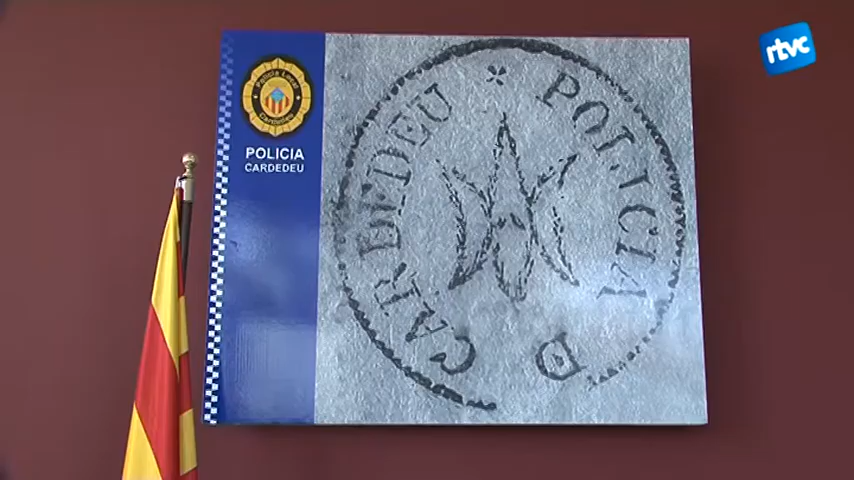 rtvc
Policia Local
Cardedeu
POLICIA
CARDEDEU
POLICIA D CARDEDEU